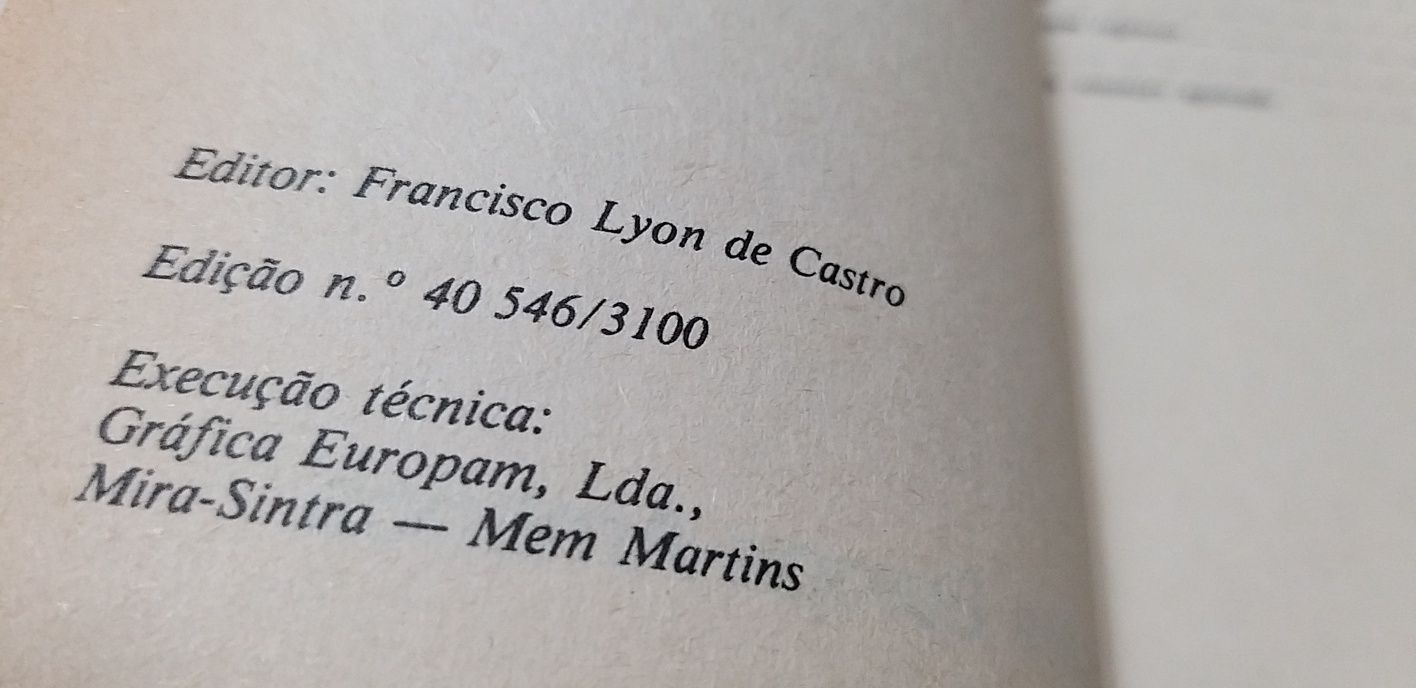 Editor: Francisco Lyon de Castro
Edição n.º 40 546/3100
Execução técnica:
Gráfica Europam, Lda.,
Mira-Sintra — Mem Martins